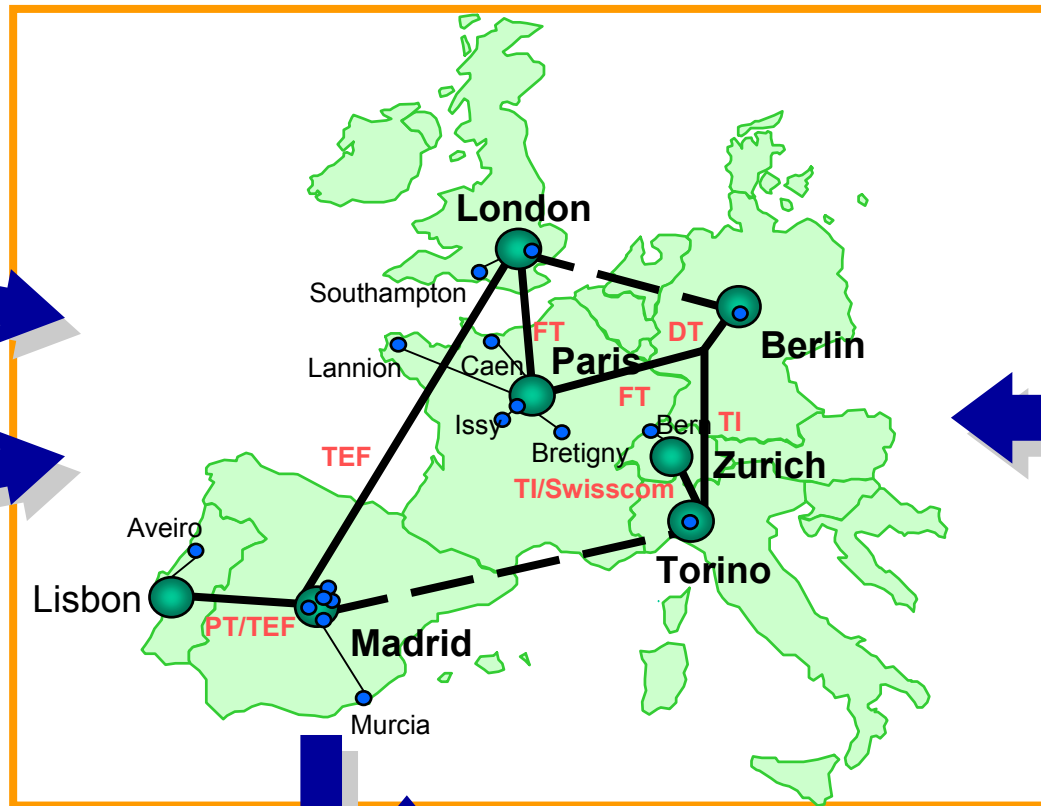 London
Southampton
FT
DT
Berlin
Lannion
Caen
Paris
FT
Issy
Bern
TI
Bretigny
Zurich
TEF
TI/Swisscom
Aveiro
Torino
Lisbon
PT/TEF
Madrid
Murcia